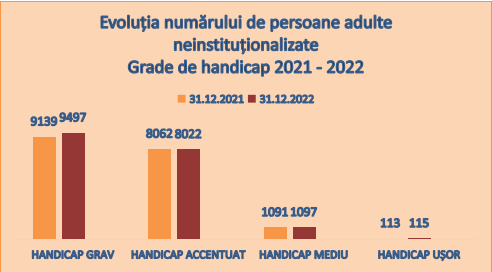 Evoluția numărului de persoane adulte
neinstituționalizate
Grade de handicap 2021 - 2022
31.12.2021 31.12.2022
9139 9497
8062 8022
1091 1097
113 115
HANDICAP GRAV HANDICAP ACCENTUAT HANDICAP MEDIU HANDICAP UȘOR